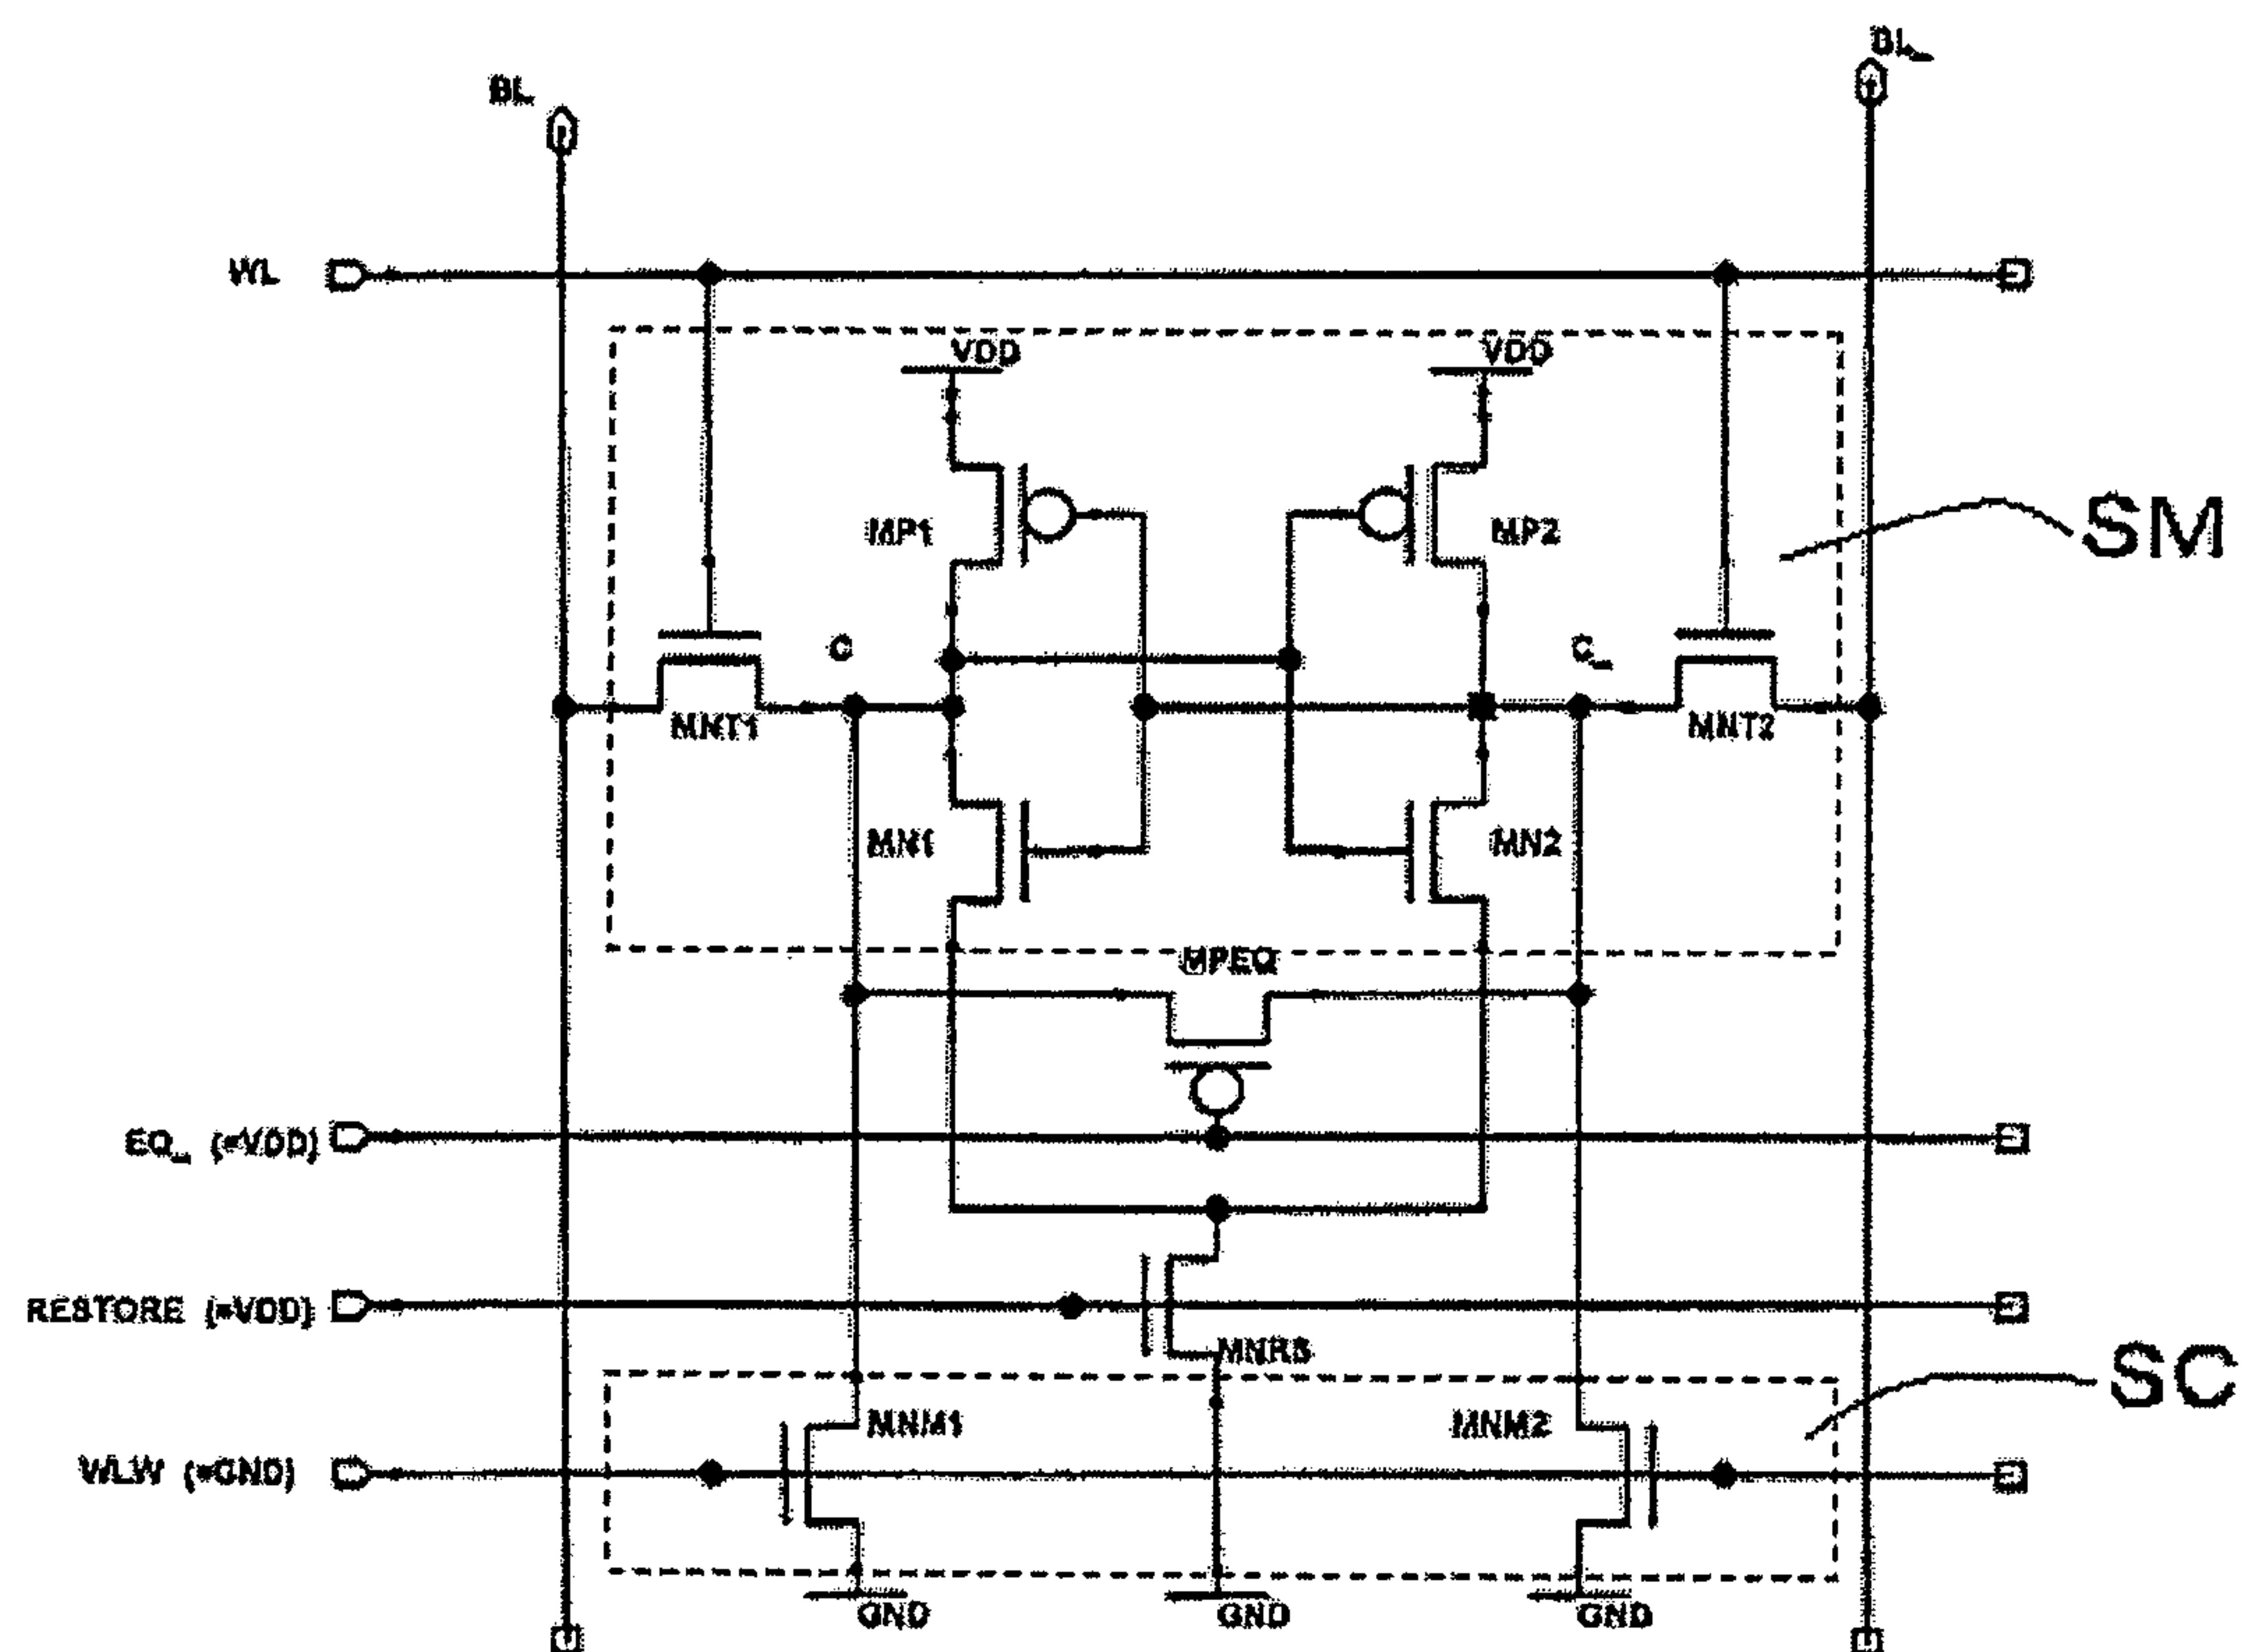 BL_
BL
WL
VDD
VDD
SM
MP1
MP2
C
C_
MNT1
MNT2
MN1
MN2
MPEQ
EQ_ (=VDD)
RESTORE (=VDD)
MNRS
SC
MNM1
MNM2
WLW (=GND)
GND
GND
GND